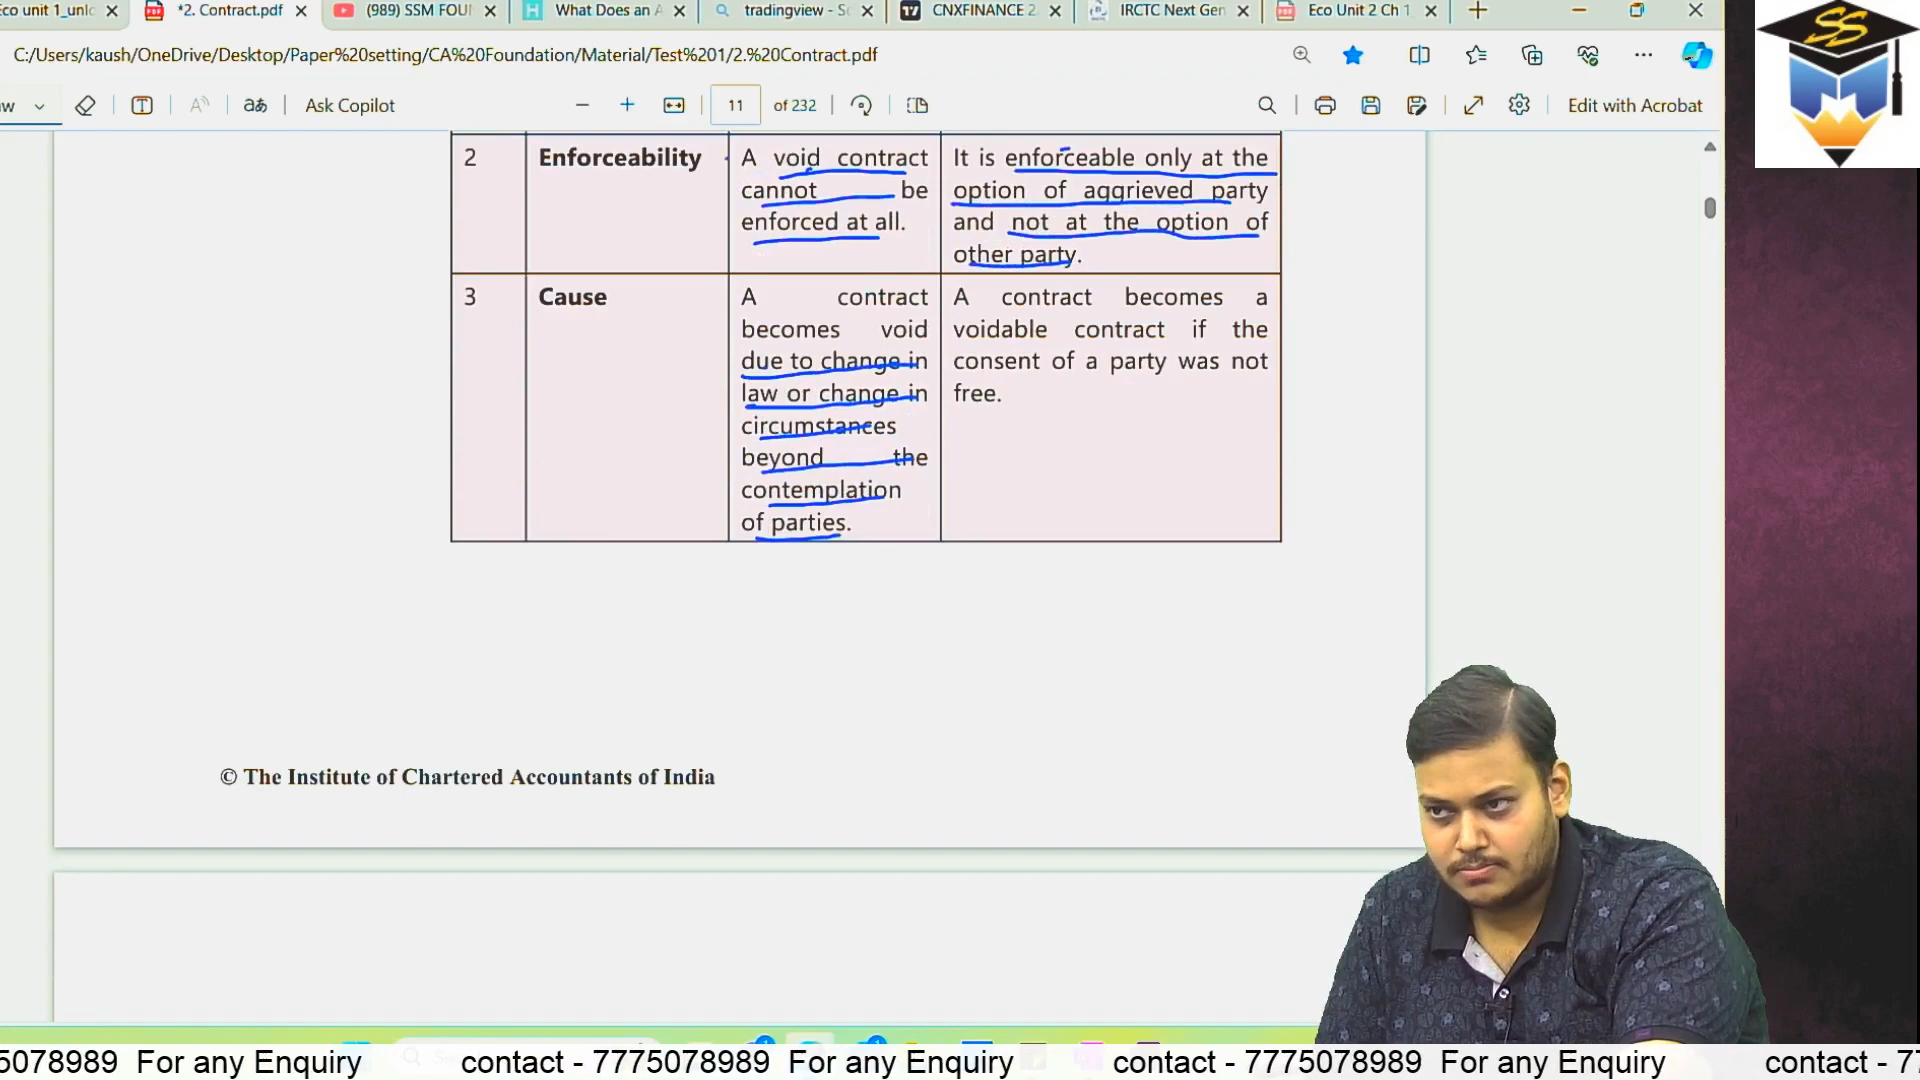 Eco unit 1_unlo
*2. Contract.pdf
(989) SSM FOUN
What Does an A
tradingview - Se
CNXFINANCE 2
IRCTC Next Gen
Eco Unit 2 Ch 1
C:/Users/kaush/OneDrive/Desktop/Paper%20setting/CA%20Foundation/Material/Test%201/2.%20Contract.pdf
Ask Copilot
11 of 232
Edit with Acrobat
SS
2
Enforceability
A void contract
cannot be
enforced at all.
It is enforceable only at the
option of aggrieved party
and not at the option of
other party.
3
Cause
A contract
becomes void
due to change in
law or change in
circumstances
beyond the
contemplation
of parties.
A contract becomes a
voidable contract if the
consent of a party was not
free.
© The Institute of Chartered Accountants of India
5078989 For any Enquiry contact - 7775078989 For any Enquiry contact - 7775078989 For any Enquiry contact - 77